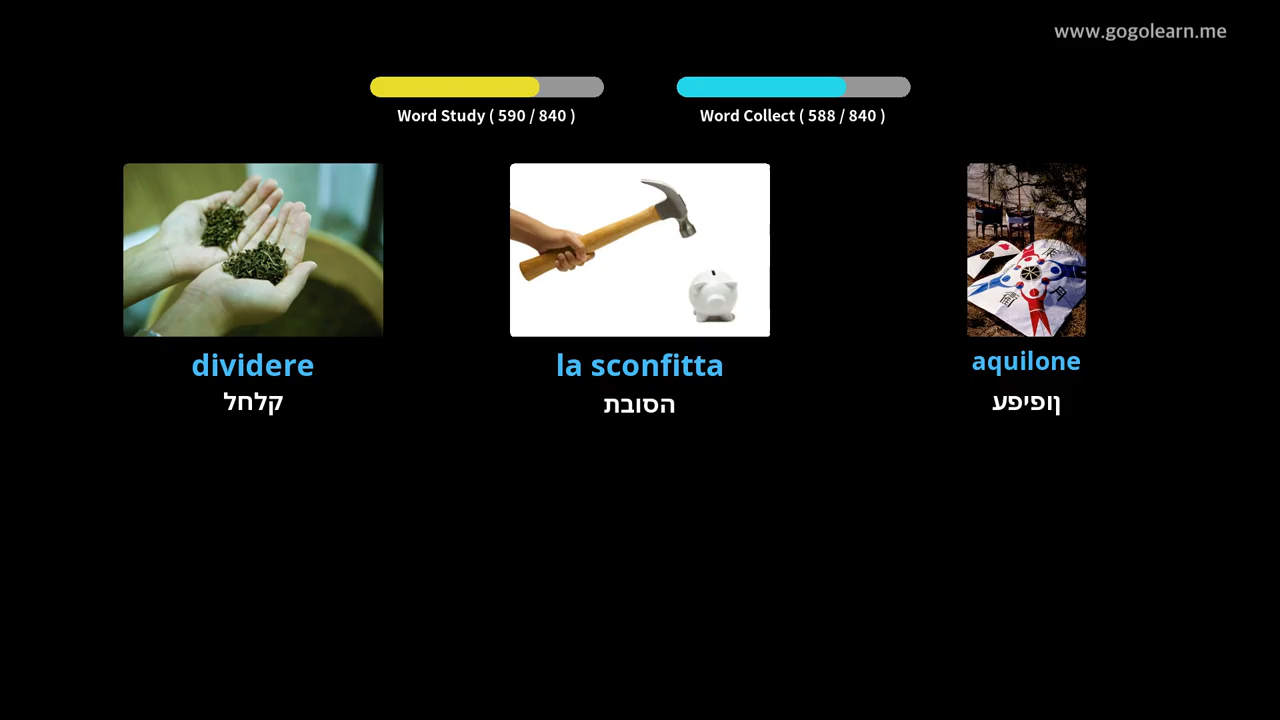 www.gogolearn.me
Word Study ( 590 / 840 )
Word Collect ( 588 / 840 )
dividere
קלחל
la sconfitta
הסובת
aquilone
ןופיפע